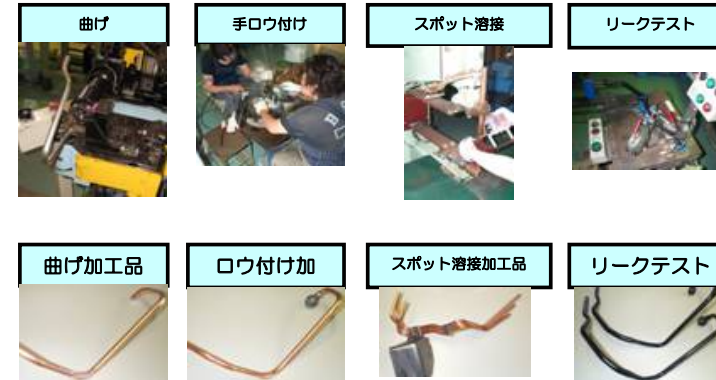 曲げ
手ロウ付け
スポット溶接
リークテスト
曲げ加工品
ロウ付け加
スポット溶接加工品
リークテスト